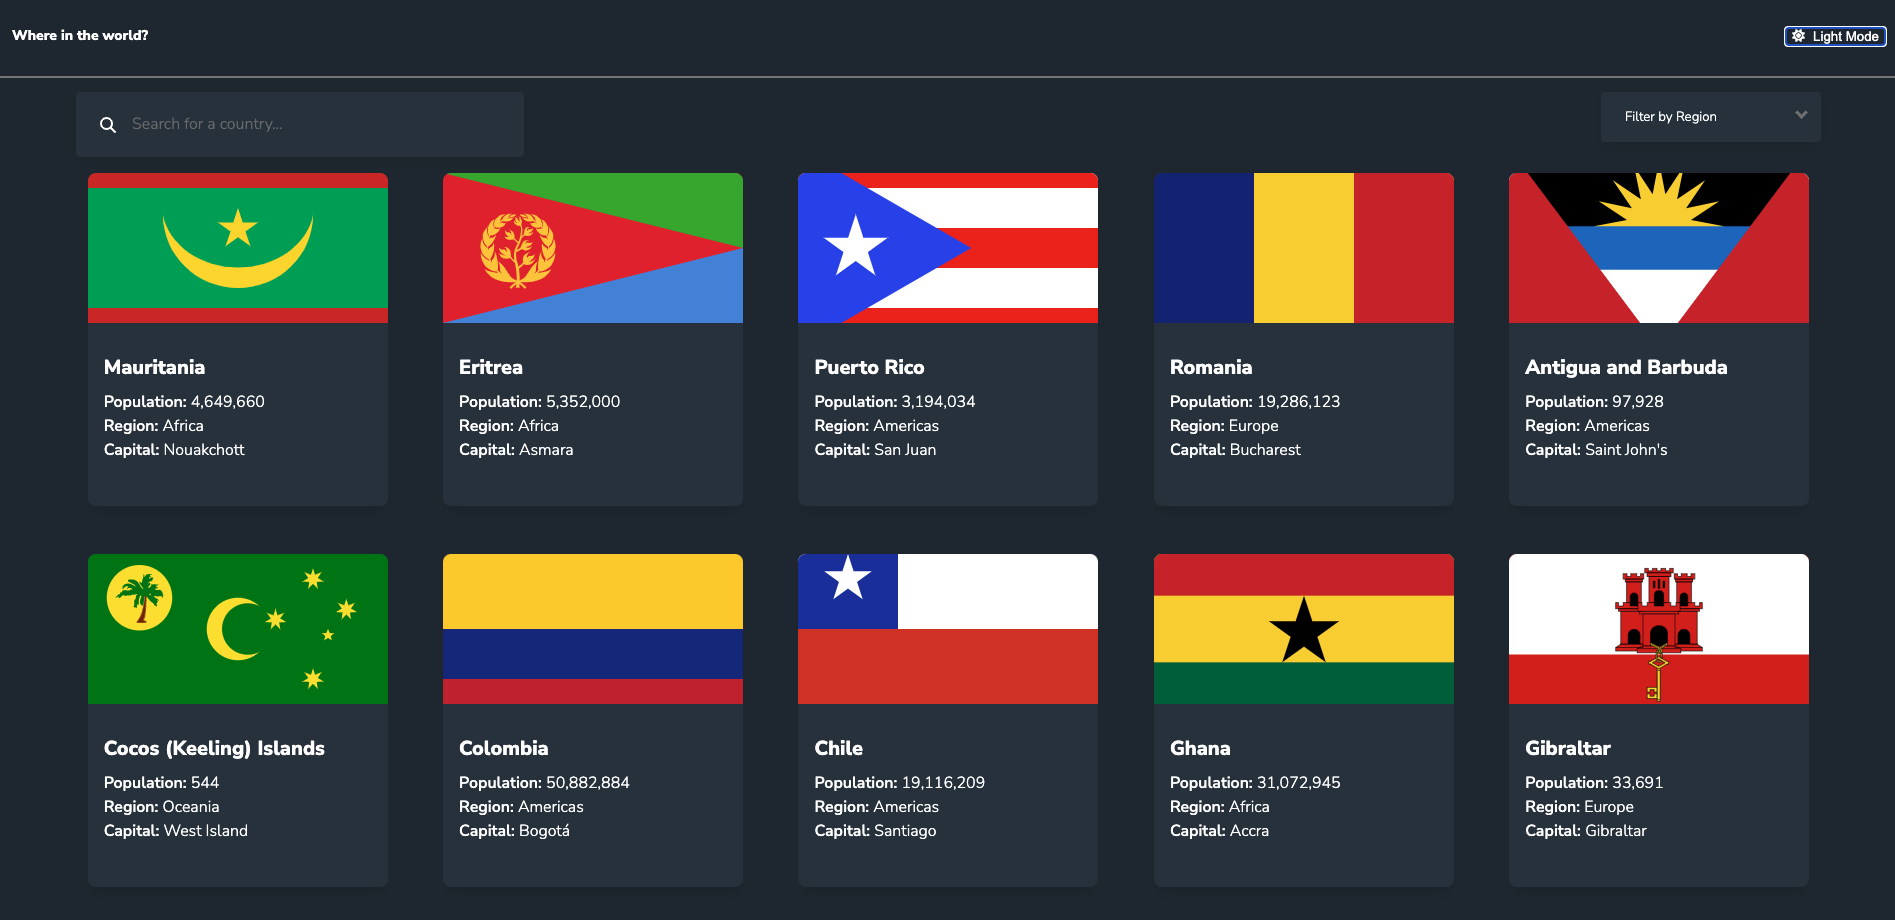 Where in the world?
Light Mode
Search for a country...
Filter by Region
Mauritania
Population: 4,649,660
Region: Africa
Capital: Nouakchott
Eritrea
Population: 5,352,000
Region: Africa
Capital: Asmara
Puerto Rico
Population: 3,194,034
Region: Americas
Capital: San Juan
Romania
Population: 19,286,123
Region: Europe
Capital: Bucharest
Antigua and Barbuda
Population: 97,928
Region: Americas
Capital: Saint John's
Cocos (Keeling) Islands
Population: 544
Region: Oceania
Capital: West Island
Colombia
Population: 50,882,884
Region: Americas
Capital: Bogotá
Chile
Population: 19,116,209
Region: Americas
Capital: Santiago
Ghana
Population: 31,072,945
Region: Africa
Capital: Accra
Gibraltar
Population: 33,691
Region: Europe
Capital: Gibraltar